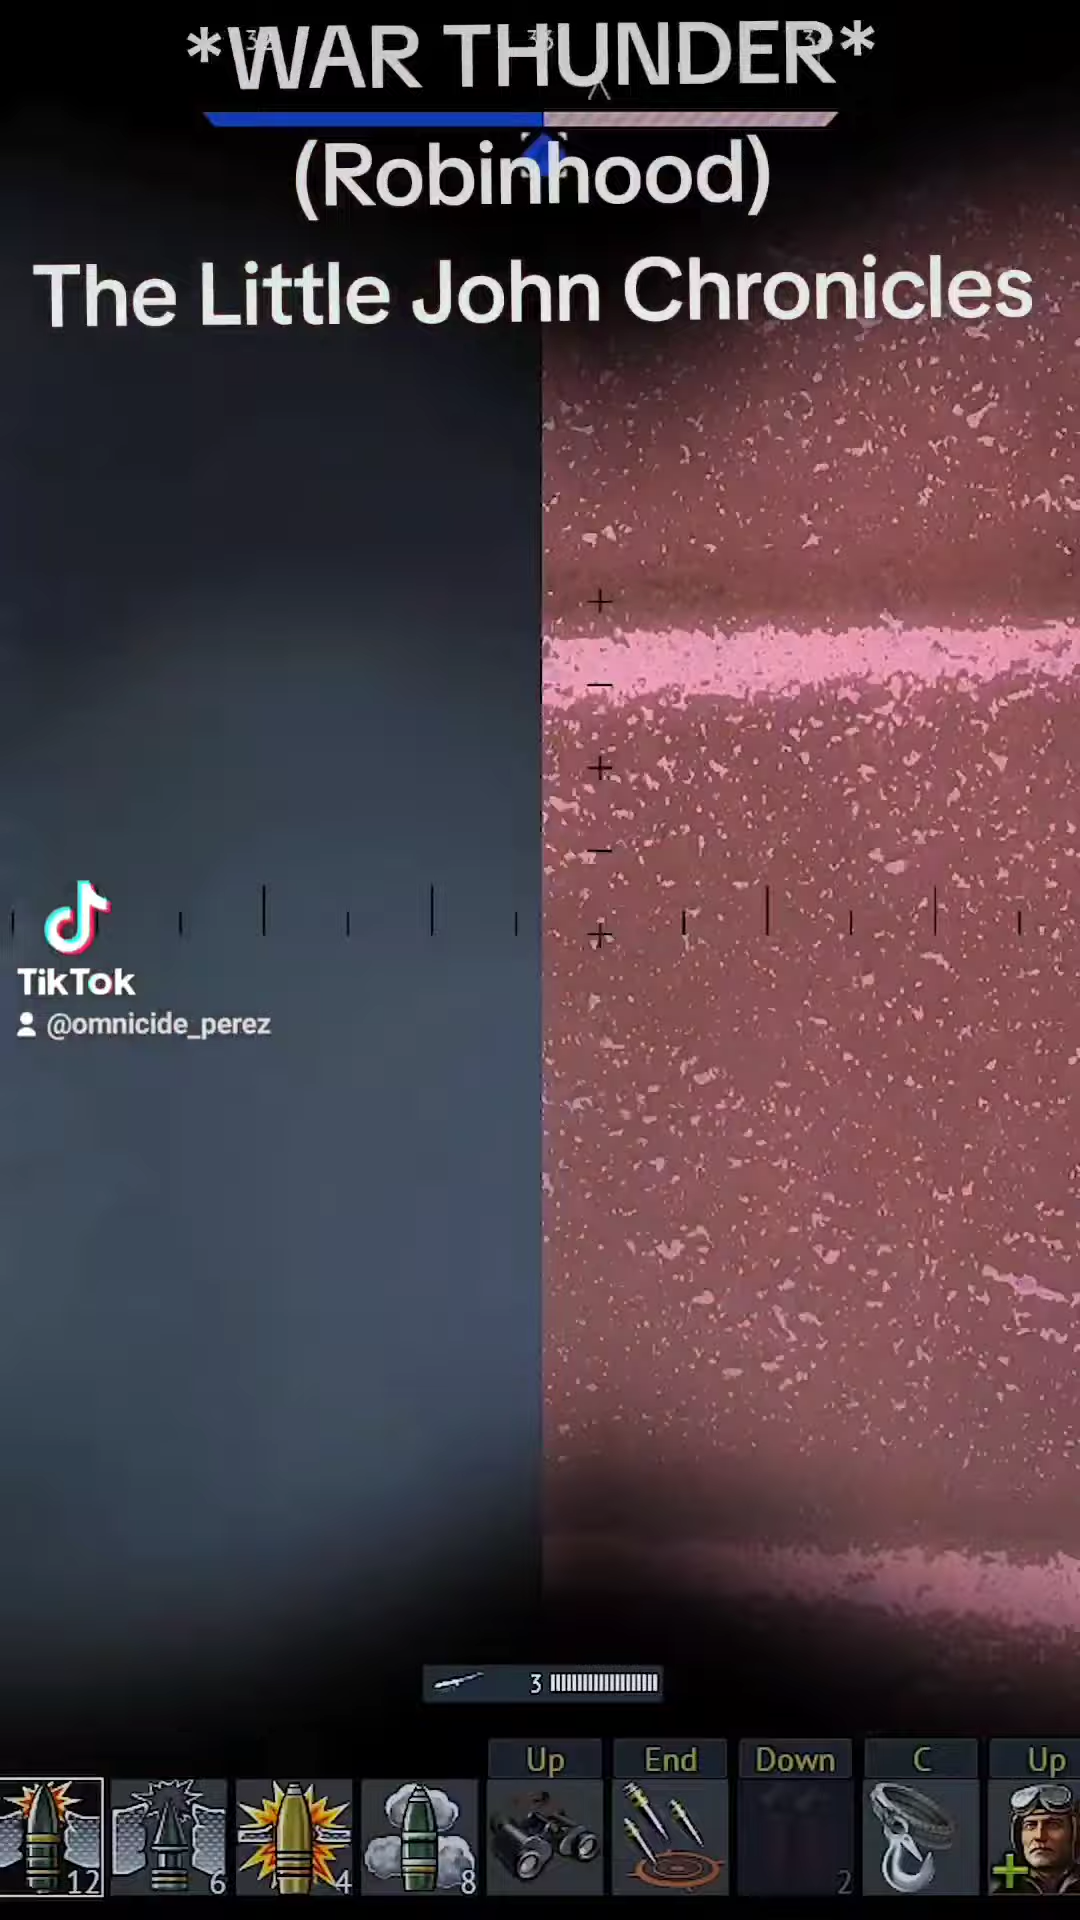 *WAR THUNDER*
33
(Robinhood)
The Little John Chronicles
TikTok
@omnicide_perez
3
Up End Down C Up
12 6 4 8 2